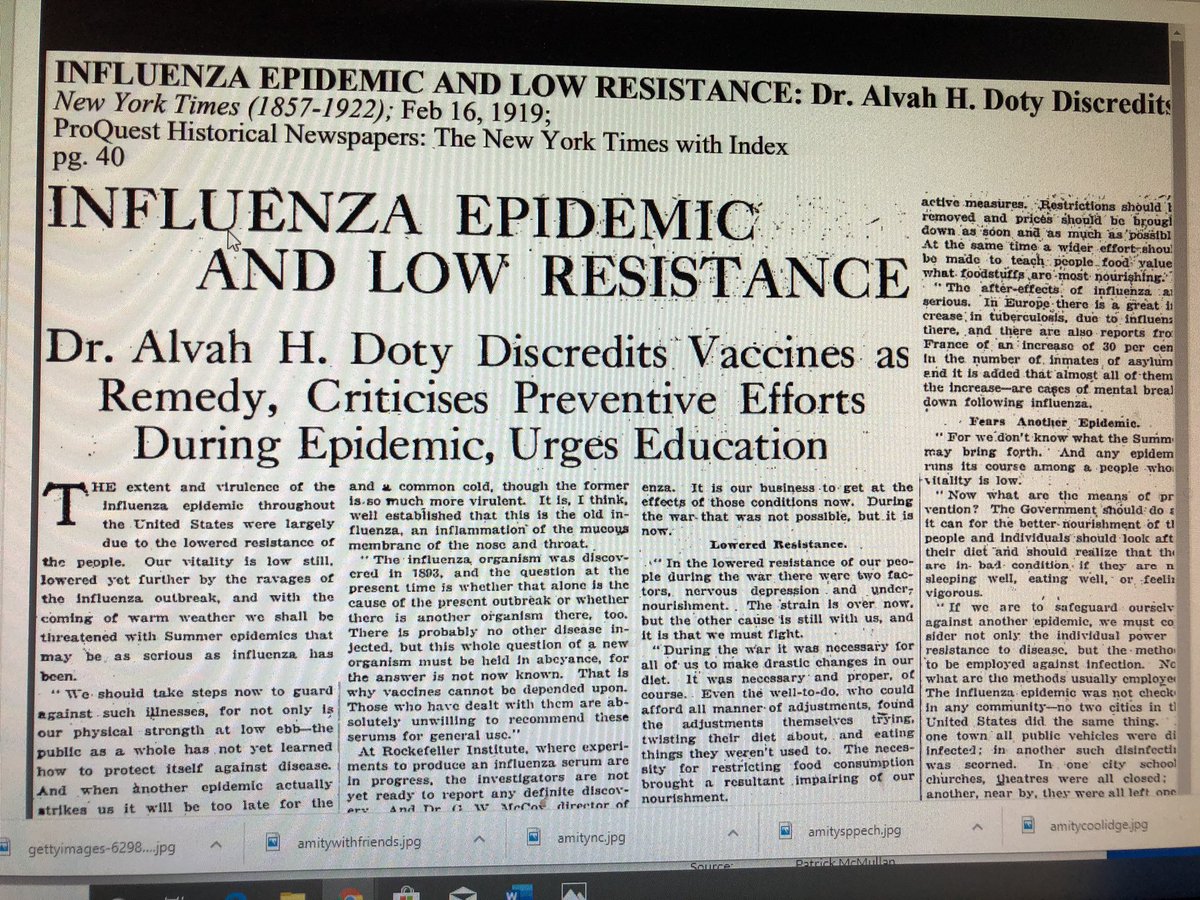 INFLUENZA EPIDEMIC AND LOW RESISTANCE: Dr. Alvah H. Doty Discredits
New York Times (1857-1922); Feb 16, 1919;
ProQuest Historical Newspapers: The New York Times with Index
pg. 40
INFLUENZA EPIDEMIC
AND LOW RESISTANCE
Dr. Alvah H. Doty Discredits Vaccines as
Remedy, Criticises Preventive Efforts
During Epidemic, Urges Education
THE extent and virulence of the
influenza epidemic throughout
the United States were largely
due to the lowered resistance of
the people. Our vitality is low still,
lowered yet further by the ravages of
the influenza outbreak, and with the
coming of warm weather we shall be
threatened with Summer epidemics that
may be as serious as influenza has
been.
"We should take steps now to guard
against such illnesses, for not only is
our physical strength at low ebb—the
public as a whole has not yet learned
how to protect itself against disease.
And when another epidemic actually
strikes us it will be too late for the
and a common cold, though the former
is so much more virulent. It is, I think,
well established that this is the old in-
fluenza, an inflammation of the mucous
membrane of the nose and throat.
"The influenza organism was discov-
ered in 1893, and the question at the
present time is whether that alone is the
cause of the present outbreak or whether
there is another organism there, too.
There is probably no other disease in-
jected, but this whole question of a new
organism must be held in abeyance, for
the answer is not now known. That is
why vaccines cannot be depended upon.
Those who have dealt with them are ab-
solutely unwilling to recommend these
serums for general use."
At Rockefeller Institute, where experi-
ments to produce an influenza serum are
in progress, the investigators are not
yet ready to report any definite discov-
ery. And Dr. G. W. McCoy, director of
enza. It is our business to get at the
effects of those conditions now. During
the war that was not possible, but it is
now.
Lowered Resistance.
"In the lowered resistance of our peo-
ple during the war there were two fac-
tors, nervous depression and under-
nourishment. The strain is over now,
but the other cause is still with us, and
it is that we must fight.
"During the war it was necessary for
all of us to make drastic changes in our
diet. It was necessary and proper, of
course. Even the well-to-do, who could
afford all manner of adjustments, found
the adjustments themselves trying,
twisting their diet about, and eating
things they weren't used to. The neces-
sity for restricting food consumption
brought a resultant impairing of our
nourishment.
active measures. Restrictions should
removed and prices should be
down as soon and as much as
At the same time a wider effort
be made to teach people food
what foodstuffs are most nourishing.
"The after-effects of influenza
serious. In Europe there is a great
crease in tuberculosis, due to
there, and there are also reports
France of an increase of 30 per
in the number of inmates of
and it is added that almost all of them
the increase—are cases of mental
down following influenza.
Fears Another Epidemic.
"For we don't know what the
may bring forth. And any
runs its course among a people
vitality is low.
"Now what are the means of
vention? The Government should do
it can for the better nourishment of
people and individuals should look
their diet and should realize that
are in bad condition if they are
sleeping well, eating well, or
vigorous.
"If we are to safeguard
against another epidemic, we must
sider not only the individual power
resistance to disease, but the
to be employed against infection.
what are the methods usually
The influenza epidemic was not
in any community—no two cities in
United States did the same thing.
one town all public vehicles were
infected; in another such
was scorned. In one city
churches, theatres were all closed;
another, near by, they were all left
gettyimages-6298....jpg
amitywithfriends.jpg
amitync.jpg
amitysppech.jpg
amitycoolidge.jpg
Source: Patrick McMullan